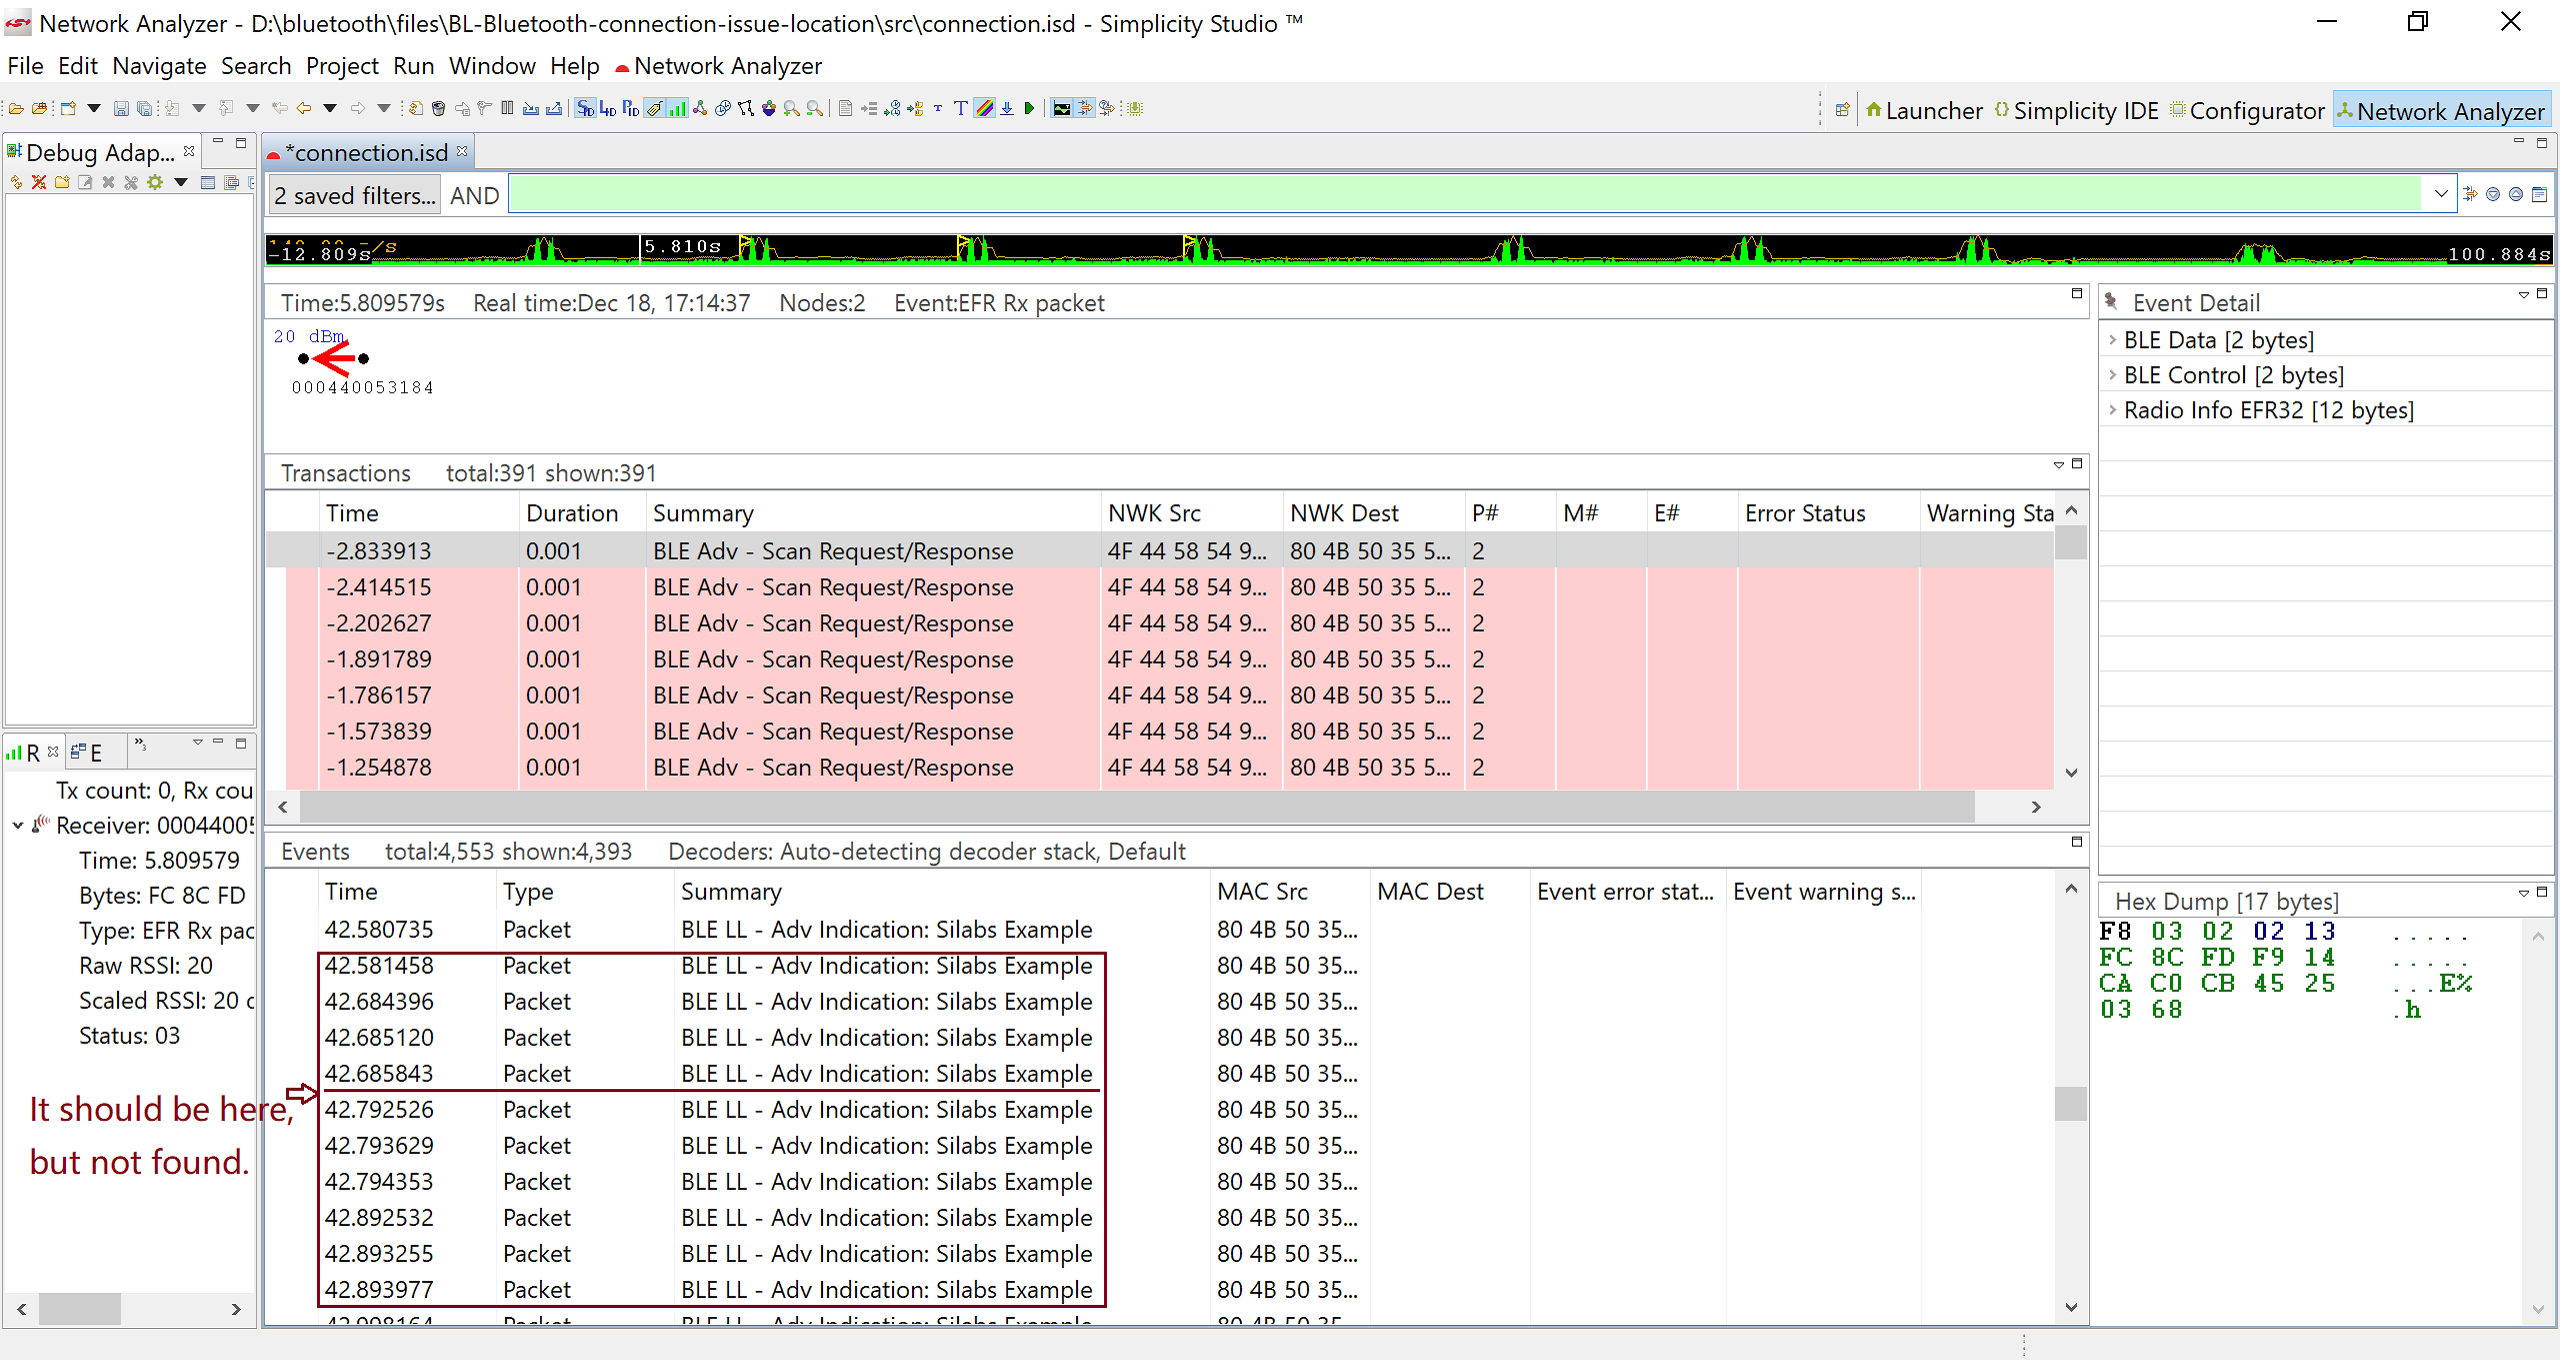 Network Analyzer - D:\bluetooth\files\BL-Bluetooth-connection-issue-location\src\connection.isd - Simplicity Studio ™
File Edit Navigate Search Project Run Window Help Network Analyzer
Launcher Simplicity IDE Configurator Network Analyzer
Debug Adap...
*connection.isd
2 saved filters... AND
-12.809s 5.810s 100.884s
Time:5.809579s Real time:Dec 18, 17:14:37 Nodes:2 Event:EFR Rx packet
20 dBm
000440053184
Transactions total:391 shown:391
Time Duration Summary NWK Src NWK Dest P# M# E# Error Status Warning Sta
-2.833913 0.001 BLE Adv - Scan Request/Response 4F 44 58 54 9... 80 4B 50 35 5... 2
-2.414515 0.001 BLE Adv - Scan Request/Response 4F 44 58 54 9... 80 4B 50 35 5... 2
-2.202627 0.001 BLE Adv - Scan Request/Response 4F 44 58 54 9... 80 4B 50 35 5... 2
-1.891789 0.001 BLE Adv - Scan Request/Response 4F 44 58 54 9... 80 4B 50 35 5... 2
-1.786157 0.001 BLE Adv - Scan Request/Response 4F 44 58 54 9... 80 4B 50 35 5... 2
-1.573839 0.001 BLE Adv - Scan Request/Response 4F 44 58 54 9... 80 4B 50 35 5... 2
-1.254878 0.001 BLE Adv - Scan Request/Response 4F 44 58 54 9... 80 4B 50 35 5... 2
Events total:4,553 shown:4,393 Decoders: Auto-detecting decoder stack, Default
Time Type Summary MAC Src MAC Dest Event error stat... Event warning s...
42.580735 Packet BLE LL - Adv Indication: Silabs Example 80 4B 50 35...
42.581458 Packet BLE LL - Adv Indication: Silabs Example 80 4B 50 35...
42.684396 Packet BLE LL - Adv Indication: Silabs Example 80 4B 50 35...
42.685120 Packet BLE LL - Adv Indication: Silabs Example 80 4B 50 35...
42.685843 Packet BLE LL - Adv Indication: Silabs Example 80 4B 50 35...
42.792526 Packet BLE LL - Adv Indication: Silabs Example 80 4B 50 35...
42.793629 Packet BLE LL - Adv Indication: Silabs Example 80 4B 50 35...
42.794353 Packet BLE LL - Adv Indication: Silabs Example 80 4B 50 35...
42.892532 Packet BLE LL - Adv Indication: Silabs Example 80 4B 50 35...
42.893255 Packet BLE LL - Adv Indication: Silabs Example 80 4B 50 35...
42.893977 Packet BLE LL - Adv Indication: Silabs Example 80 4B 50 35...
R E
Tx count: 0, Rx cou
Receiver: 0004400
Time: 5.809579
Bytes: FC 8C FD
Type: EFR Rx pac
Raw RSSI: 20
Scaled RSSI: 20
Status: 03
It should be here,
but not found.
Event Detail
BLE Data [2 bytes]
BLE Control [2 bytes]
Radio Info EFR32 [12 bytes]
Hex Dump [17 bytes]
F8 03 02 02 13 .....
FC 8C FD F9 14 .....
CA C0 CB 45 25 ...E%
03 68 .h